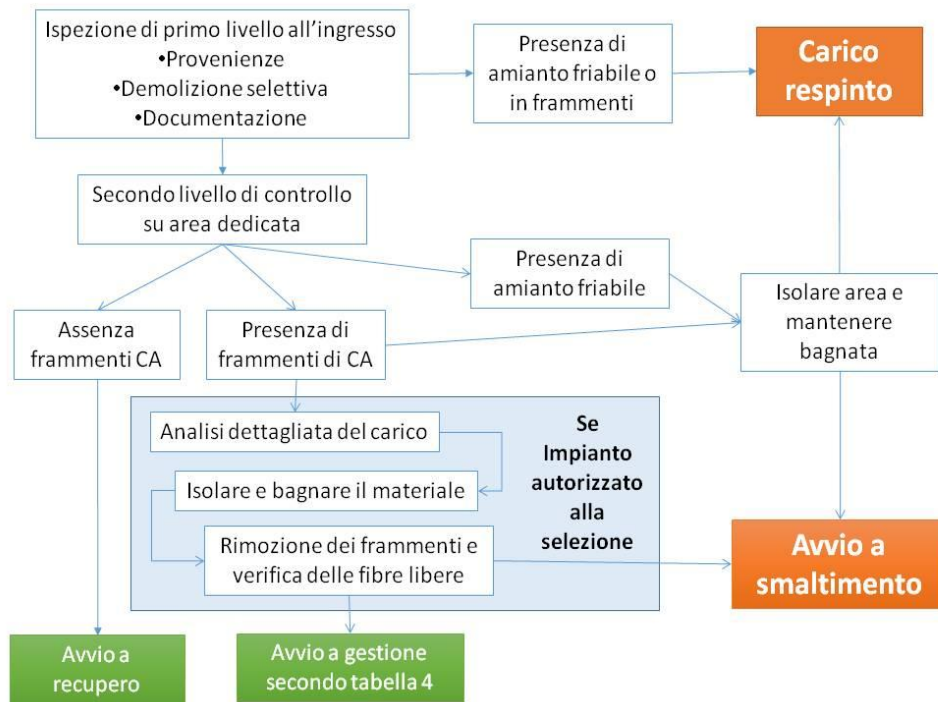 Ispezione di primo livello all'ingresso
•Provenienze
•Demolizione selettiva
•Documentazione
Presenza di
amianto friabile o
in frammenti
Carico
respinto
Secondo livello di controllo
su area dedicata
Presenza di
amianto friabile
Isolare area e
mantenere
bagnata
Assenza
frammenti CA
Presenza di
frammenti di CA
Analisi dettagliata del carico
Isolare e bagnare il materiale
Rimozione dei frammenti e
verifica delle fibre libere
Se
Impianto
autorizzato
alla
selezione
Avvio a
smaltimento
Avvio a
recupero
Avvio a gestione
secondo tabella 4